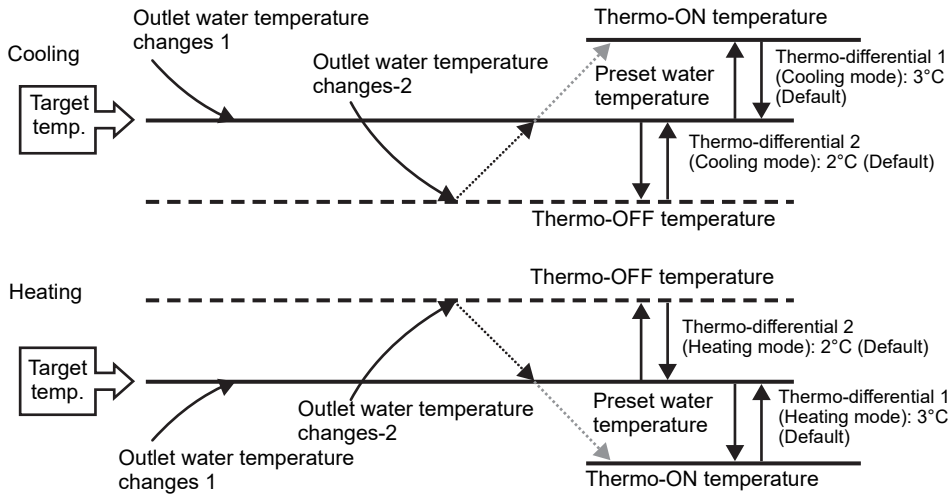 Outlet water temperature
changes 1
Thermo-ON temperature
Cooling
Outlet water temperature
changes-2
Preset water
temperature
Thermo-differential 1
(Cooling mode): 3°C
(Default)
Target
temp.
Thermo-differential 2
(Cooling mode): 2°C (Default)
Thermo-OFF temperature
Thermo-OFF temperature
Heating
Thermo-differential 2
(Heating mode): 2°C (Default)
Target
temp.
Outlet water temperature
changes-2
Preset water
temperature
Thermo-differential 1
(Heating mode): 3°C
(Default)
Outlet water temperature
changes 1
Thermo-ON temperature